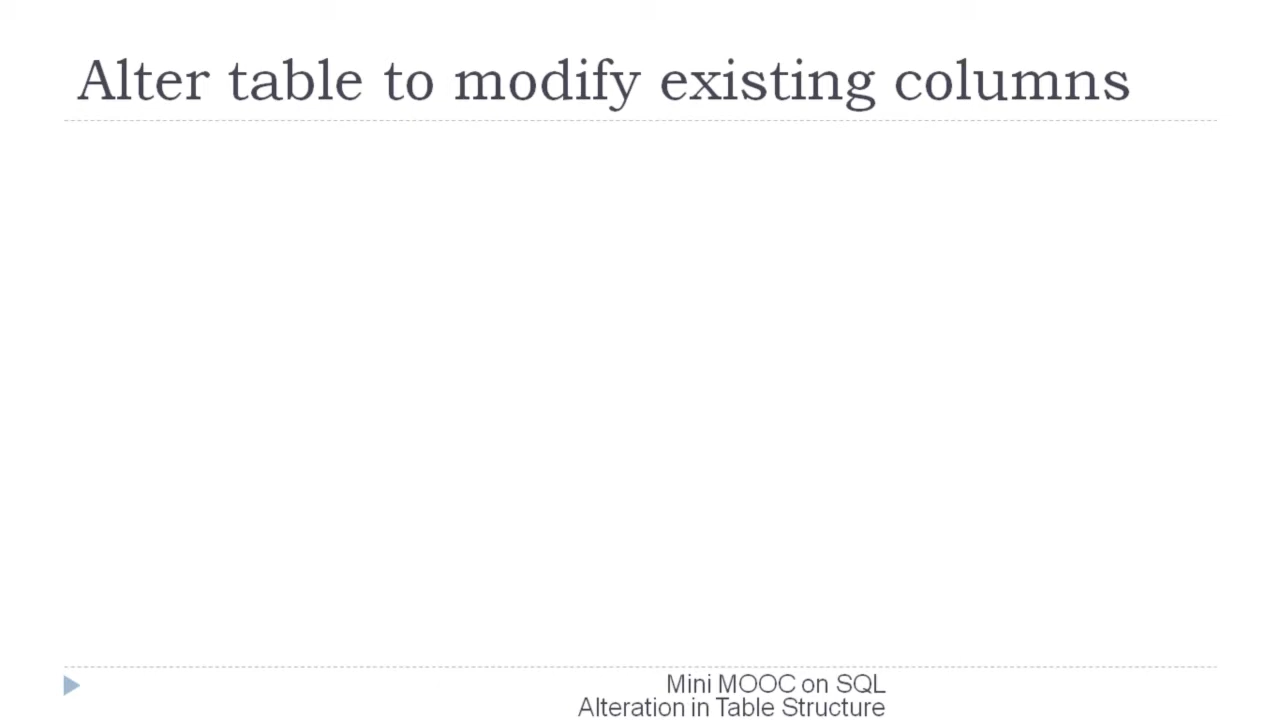 Alter table to modify existing columns
Mini MOOC on SQL
Alteration in Table Structure